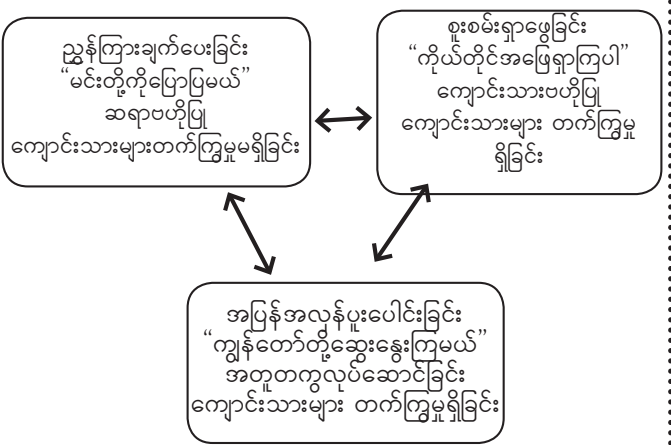 ညွှန်ကြားချက်ပေးခြင်း
“မင်းတို့ကိုပြောပြမယ်”
ဆရာဗဟိုပြု
ကျောင်းသားများတက်ကြွမှုမရှိခြင်း
စူးစမ်းရှာဖွေခြင်း
“ကိုယ်တိုင်အဖြေရှာကြပါ”
ကျောင်းသားဗဟိုပြု
ကျောင်းသားများ တက်ကြွမှု
ရှိခြင်း
အပြန်အလှန်ပူးပေါင်းခြင်း
“ကျွန်တော်တို့ဆွေးနွေးကြမယ်”
အတူတကွလုပ်ဆောင်ခြင်း
ကျောင်းသားများ တက်ကြွမှုရှိခြင်း